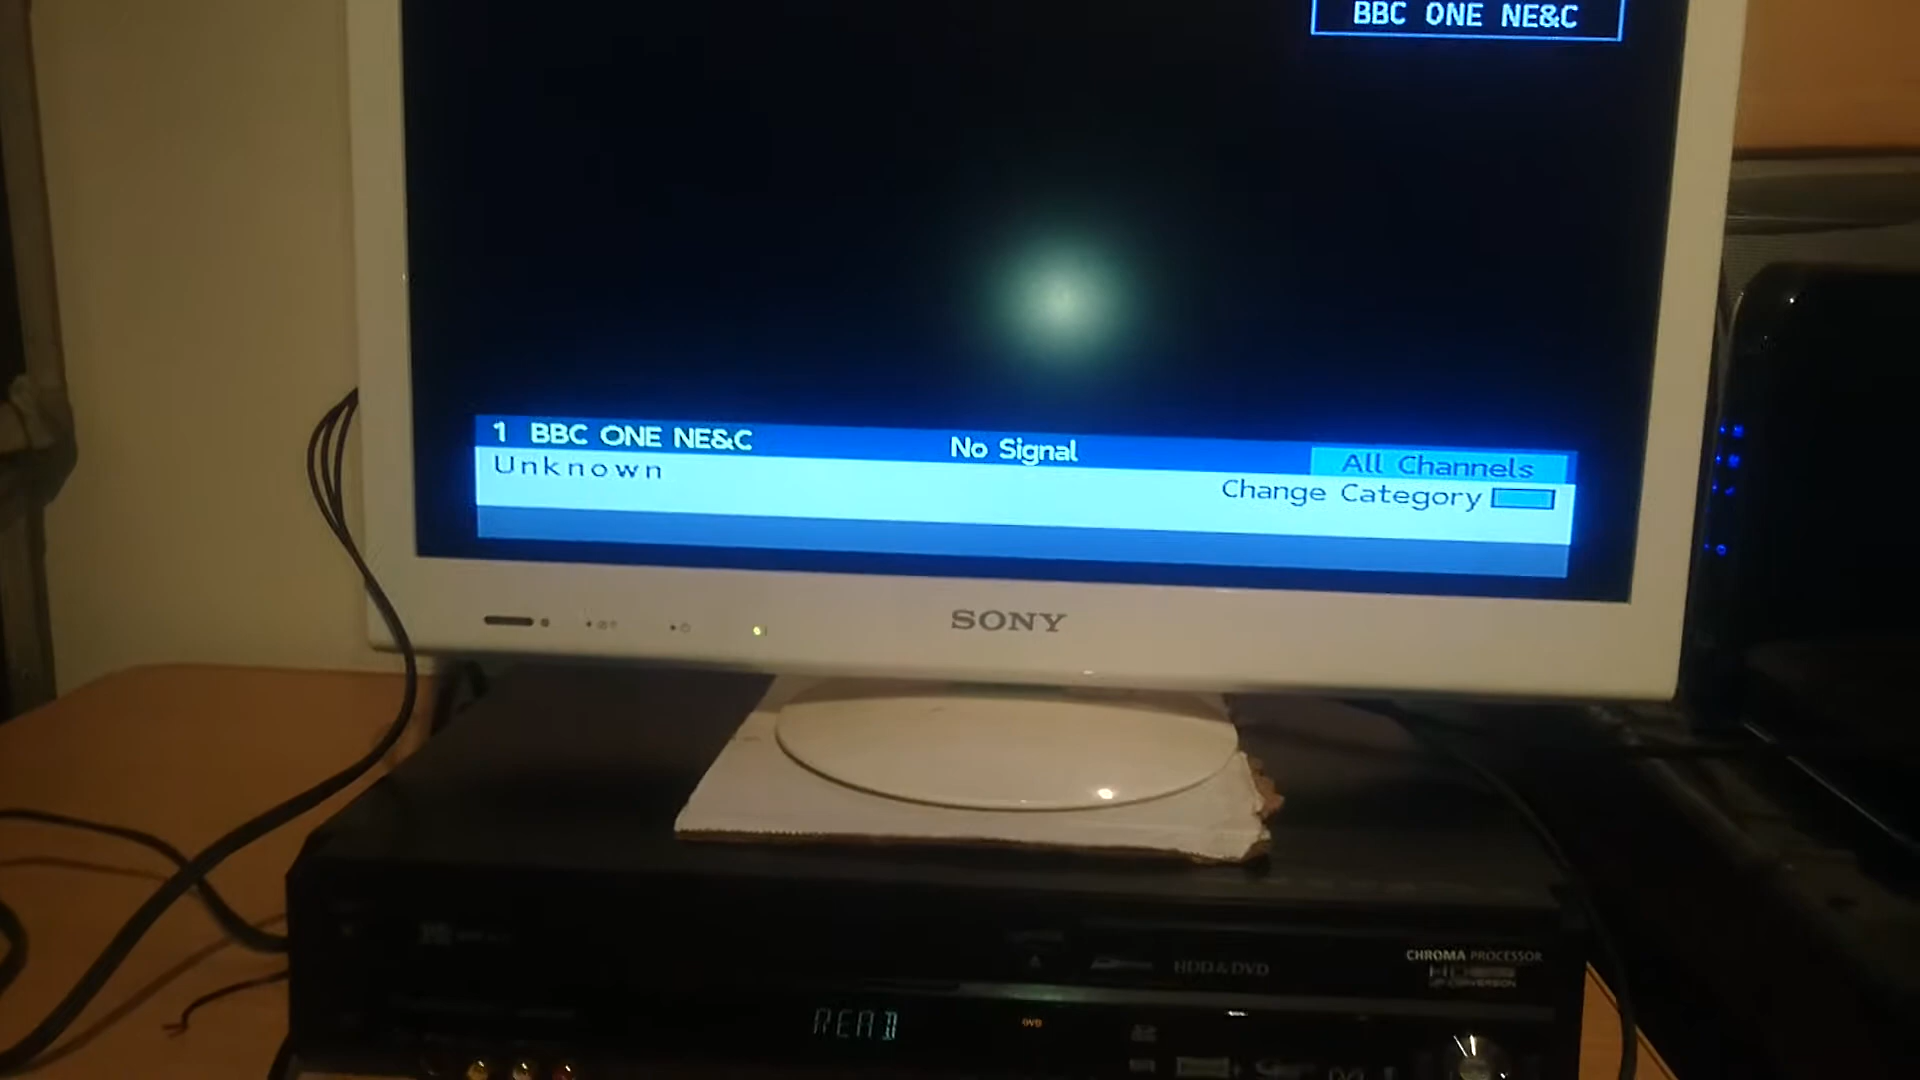 BBC ONE NE&C
1 BBC ONE NE&C No Signal All Channels
Unknown Change Category
SONY
HDD&DVD
CHROMA PROCESSOR
READ
DVD